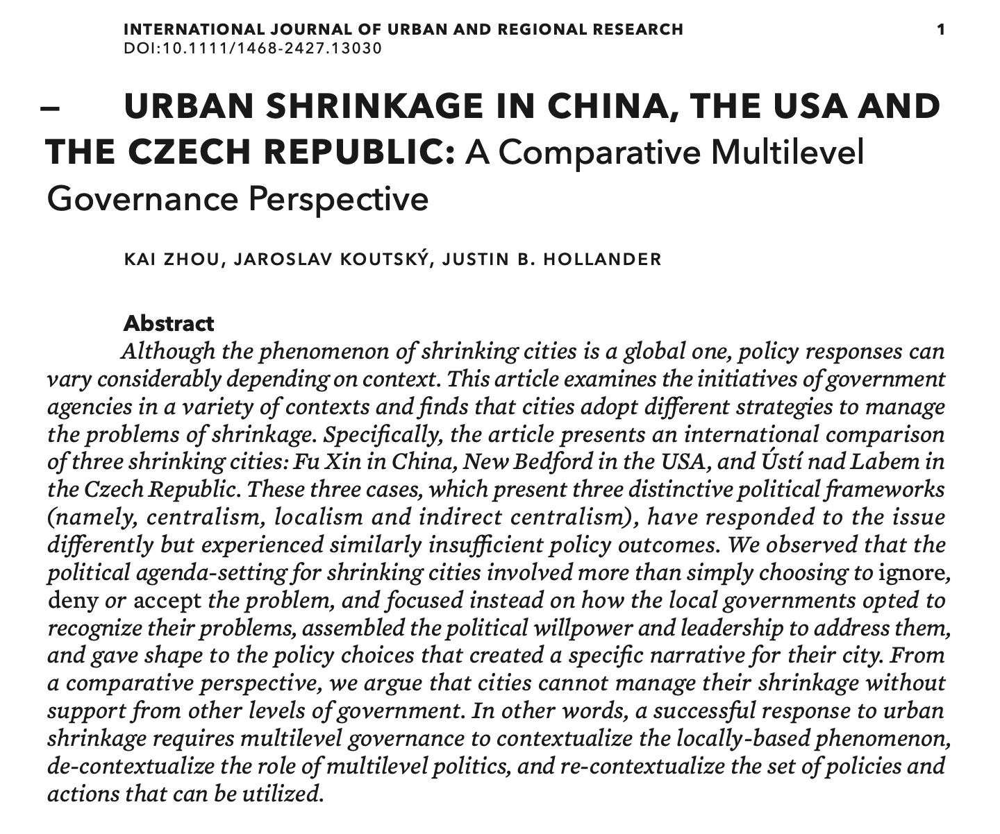 INTERNATIONAL JOURNAL OF URBAN AND REGIONAL RESEARCH 1
DOI:10.1111/1468-2427.13030
— URBAN SHRINKAGE IN CHINA, THE USA AND
THE CZECH REPUBLIC: A Comparative Multilevel
Governance Perspective
KAI ZHOU, JAROSLAV KOUTSKÝ, JUSTIN B. HOLLANDER
Abstract
Although the phenomenon of shrinking cities is a global one, policy responses can
vary considerably depending on context. This article examines the initiatives of government
agencies in a variety of contexts and finds that cities adopt different strategies to manage
the problems of shrinkage. Specifically, the article presents an international comparison
of three shrinking cities: Fu Xin in China, New Bedford in the USA, and Ústí nad Labem in
the Czech Republic. These three cases, which present three distinctive political frameworks
(namely, centralism, localism and indirect centralism), have responded to the issue
differently but experienced similarly insufficient policy outcomes. We observed that the
political agenda-setting for shrinking cities involved more than simply choosing to ignore,
deny or accept the problem, and focused instead on how the local governments opted to
recognize their problems, assembled the political willpower and leadership to address them,
and gave shape to the policy choices that created a specific narrative for their city. From
a comparative perspective, we argue that cities cannot manage their shrinkage without
support from other levels of government. In other words, a successful response to urban
shrinkage requires multilevel governance to contextualize the locally-based phenomenon,
de-contextualize the role of multilevel politics, and re-contextualize the set of policies and
actions that can be utilized.